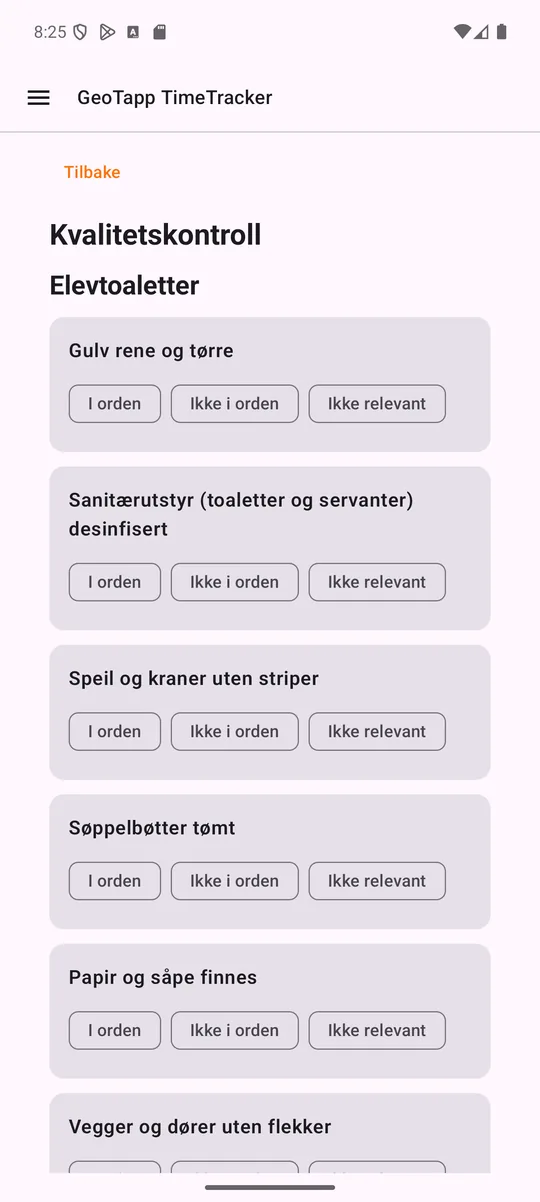 8:25
GeoTapp TimeTracker
Tilbake
Kvalitetskontroll
Elevtoaletter
Gulv rene og tørre
I orden Ikke i orden Ikke relevant
Sanitærutstyr (toaletter og servanter)
desinfisert
I orden Ikke i orden Ikke relevant
Speil og kraner uten striper
I orden Ikke i orden Ikke relevant
Søppelbøtter tømt
I orden Ikke i orden Ikke relevant
Papir og såpe finnes
I orden Ikke i orden Ikke relevant
Vegger og dører uten flekker